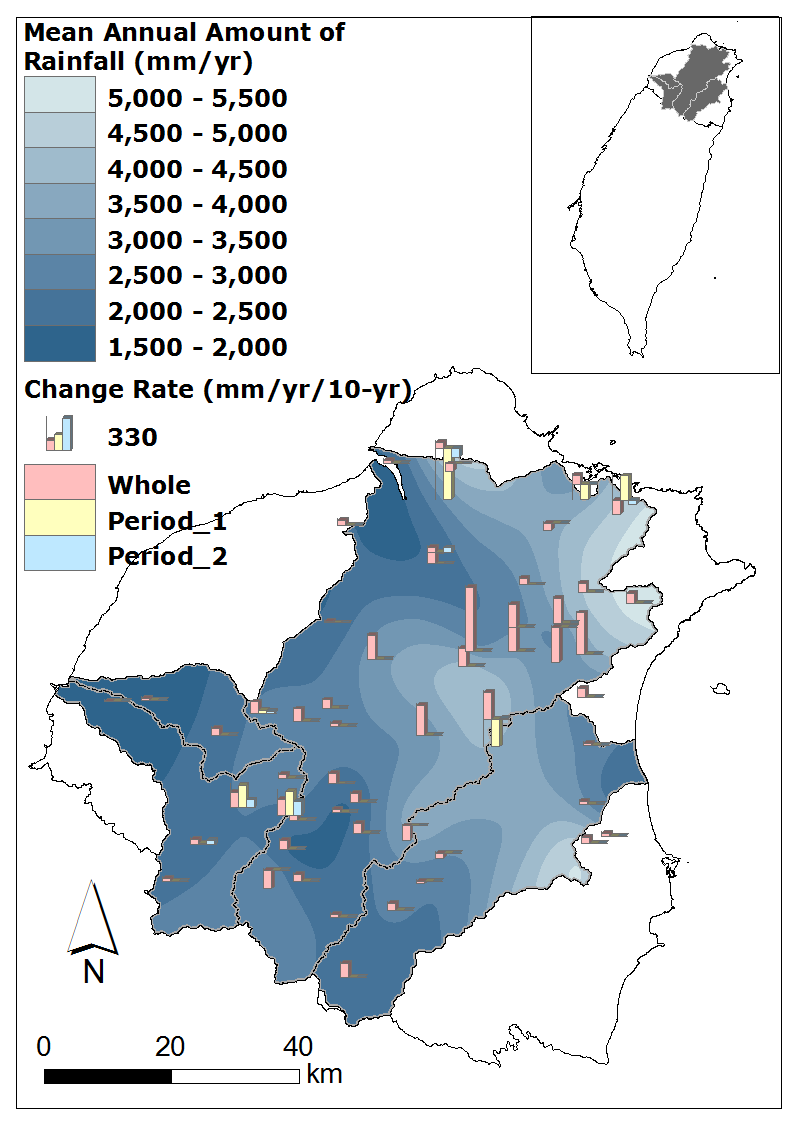 Mean Annual Amount of
Rainfall (mm/yr)
5,000 - 5,500
4,500 - 5,000
4,000 - 4,500
3,500 - 4,000
3,000 - 3,500
2,500 - 3,000
2,000 - 2,500
1,500 - 2,000
Change Rate (mm/yr/10-yr)
330
Whole
Period_1
Period_2
N
0 20 40
km